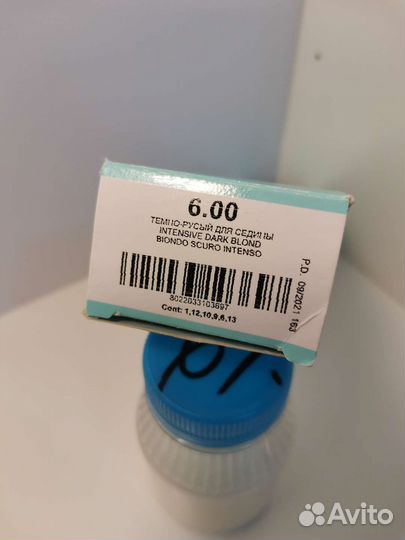 6.00
ТЕМНО-РУСЫЙ ДЛЯ СЕДИНЫ
INTENSIVE DARK BLOND
BIONDO SCURO INTENSO
8022033103697
Cont: 1,12,10,9,6,13
P.D. 09/2021 163
Avito